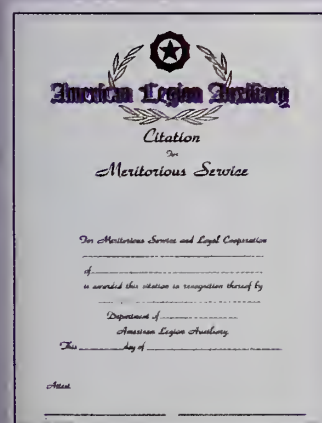 American Legion Auxiliary
Citation
For
Meritorious Service
For Meritorious Service and Loyal Cooperation
of
is awarded this citation in recognition thereof by
Department of
American Legion Auxiliary
This day of
Attest